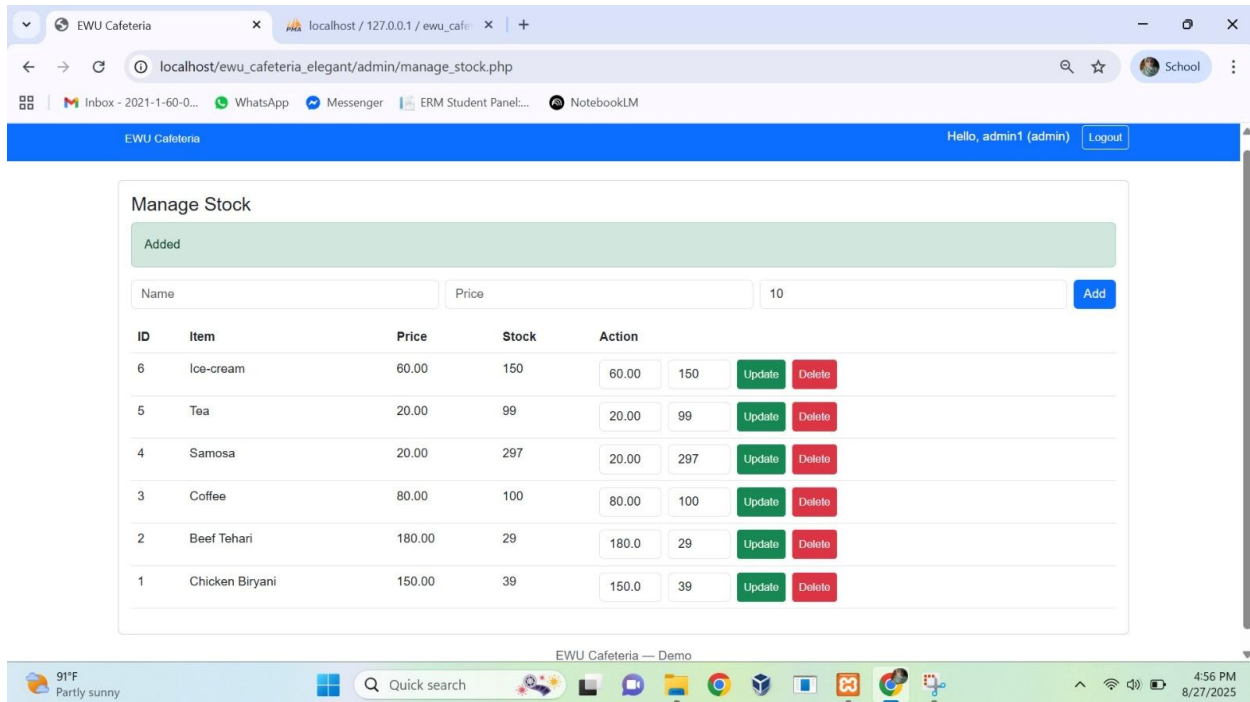 EWU Cafeteria
localhost / 127.0.0.1 / ewu_cafe
localhost/ewu_cafeteria_elegant/admin/manage_stock.php
School
Inbox - 2021-1-60-0... WhatsApp Messenger ERM Student Panel:... NotebookLM
EWU Cafeteria Hello, admin1 (admin) Logout
Manage Stock
Added
Name Price 10 Add
ID Item Price Stock Action
6 Ice-cream 60.00 150 60.00 150 Update Delete
5 Tea 20.00 99 20.00 99 Update Delete
4 Samosa 20.00 297 20.00 297 Update Delete
3 Coffee 80.00 100 80.00 100 Update Delete
2 Beef Tehari 180.00 29 180.0 29 Update Delete
1 Chicken Biryani 150.00 39 150.0 39 Update Delete
EWU Cafeteria — Demo
91°F
Partly sunny
Quick search
4:56 PM
8/27/2025